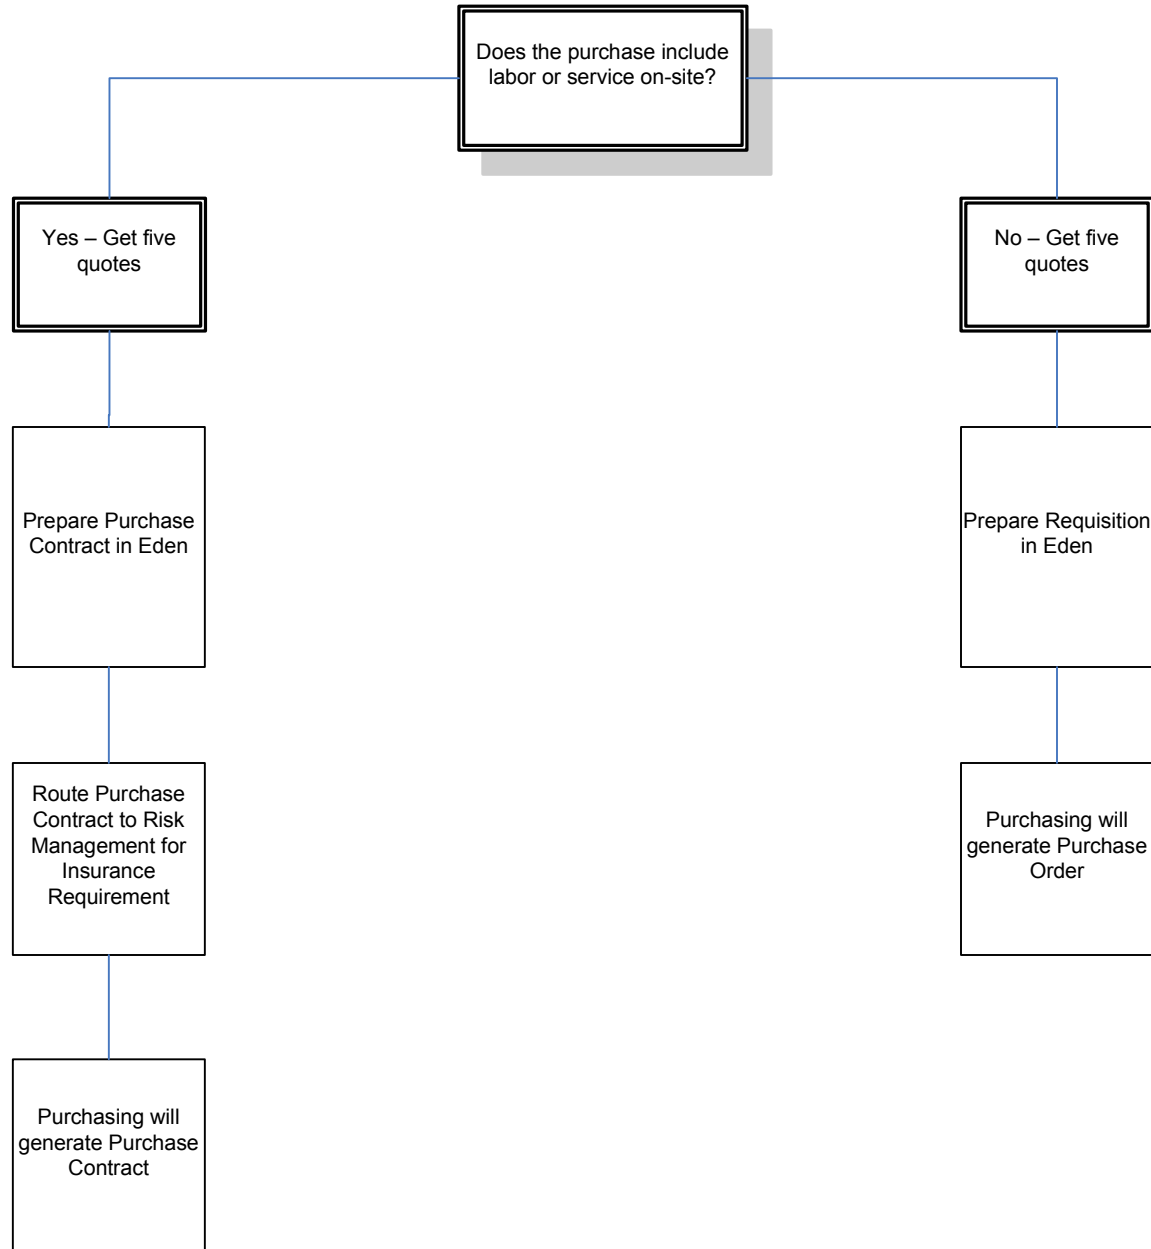 Does the purchase include
labor or service on-site?
Yes – Get five
quotes
No – Get five
quotes
Prepare Purchase
Contract in Eden
Prepare Requisition
in Eden
Route Purchase
Contract to Risk
Management for
Insurance
Requirement
Purchasing will
generate Purchase
Order
Purchasing will
generate Purchase
Contract